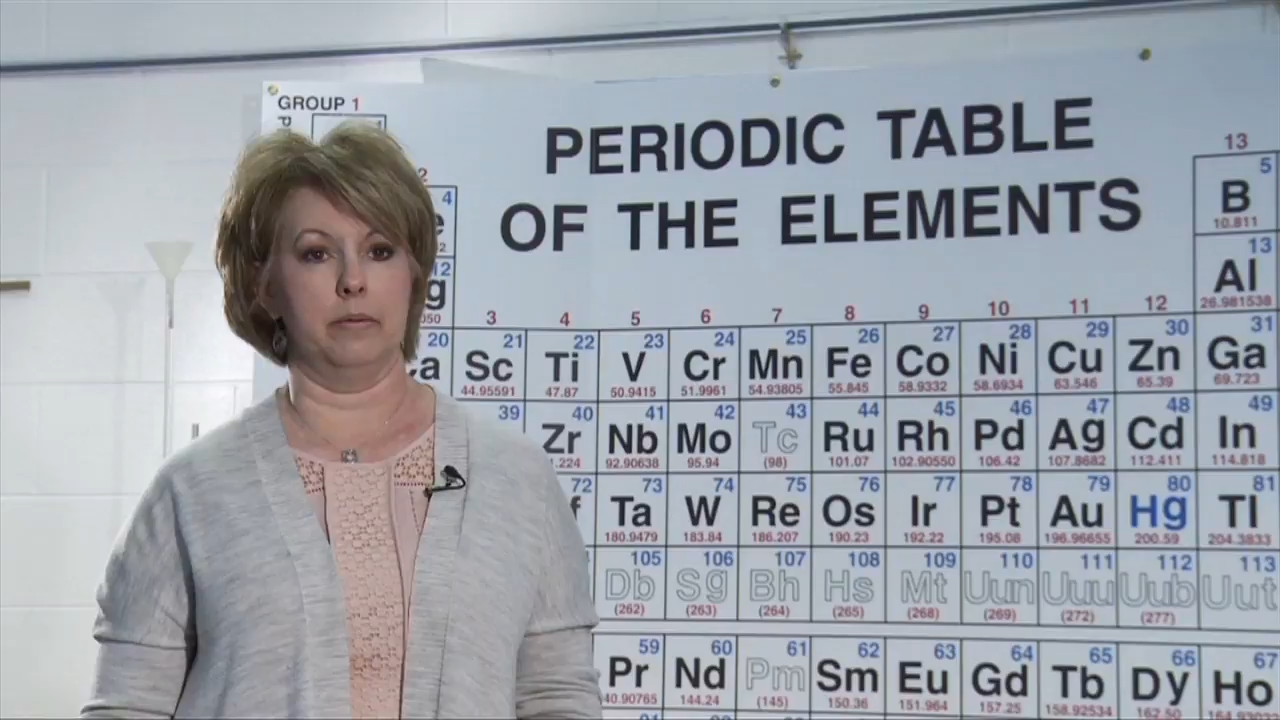 GROUP 1
PERIODIC TABLE
OF THE ELEMENTS
13
2
4
5
B
10.811
12
13
Al
26.981538
3 4 5 6 7 8 9 10 11 12
20 21 22 23 24 25 26 27 28 29 30 31
Sc Ti V Cr Mn Fe Co Ni Cu Zn Ga
44.95591 47.87 50.9415 51.9961 54.93805 55.845 58.9332 58.6934 63.546 65.39 69.723
39 40 41 42 43 44 45 46 47 48 49
Zr Nb Mo Tc Ru Rh Pd Ag Cd In
92.90638 95.94 (98) 101.07 102.90550 106.42 107.8682 112.411 114.818
72 73 74 75 76 77 78 79 80 81
Ta W Re Os Ir Pt Au Hg Tl
180.9479 183.84 186.207 190.23 192.22 195.08 196.96655 200.59 204.3833
105 106 107 108 109 110 111 112 113
Db Sg Bh Hs Mt Uun Uuu Uub Uut
(262) (263) (264) (265) (268) (269) (272) (277)
59 60 61 62 63 64 65 66 67
Pr Nd Pm Sm Eu Gd Tb Dy Ho
144.24 (145) 150.36 151.964 157.25 158.92534 162.50